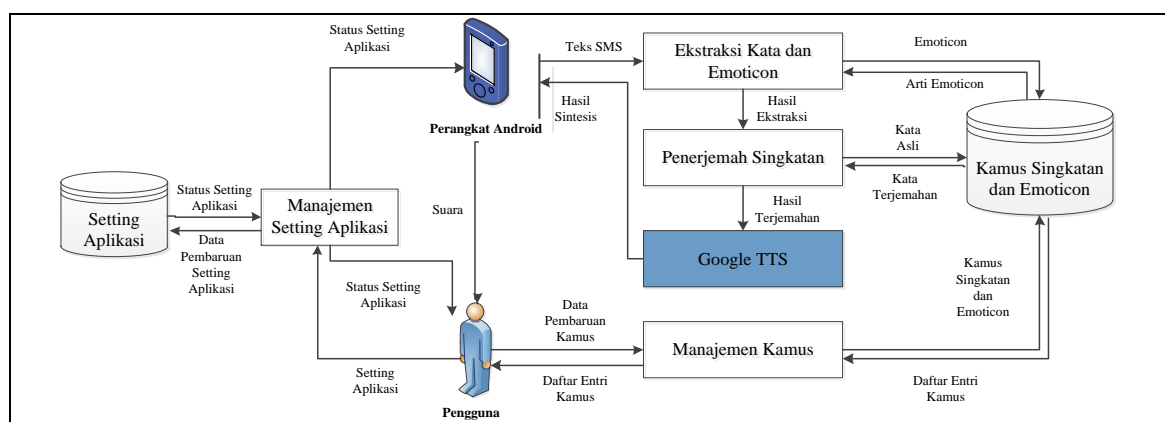 Status Setting
Aplikasi
Teks SMS
Ekstraksi Kata dan
Emoticon
Emoticon
Arti Emoticon
Hasil
Sintesis
Perangkat Android
Hasil
Ekstraksi
Penerjemah Singkatan
Kata
Asli
Kata
Terjemahan
Kamus Singkatan
dan Emoticon
Setting
Aplikasi
Status Setting
Aplikasi
Data
Pembaruan
Setting
Aplikasi
Manajemen
Setting Aplikasi
Suara
Hasil
Terjemahan
Google TTS
Status Setting
Aplikasi
Kamus
Singkatan
dan
Emoticon
Data
Pembaruan
Kamus
Manajemen Kamus
Setting
Aplikasi
Pengguna
Daftar Entri
Kamus
Daftar Entri
Kamus